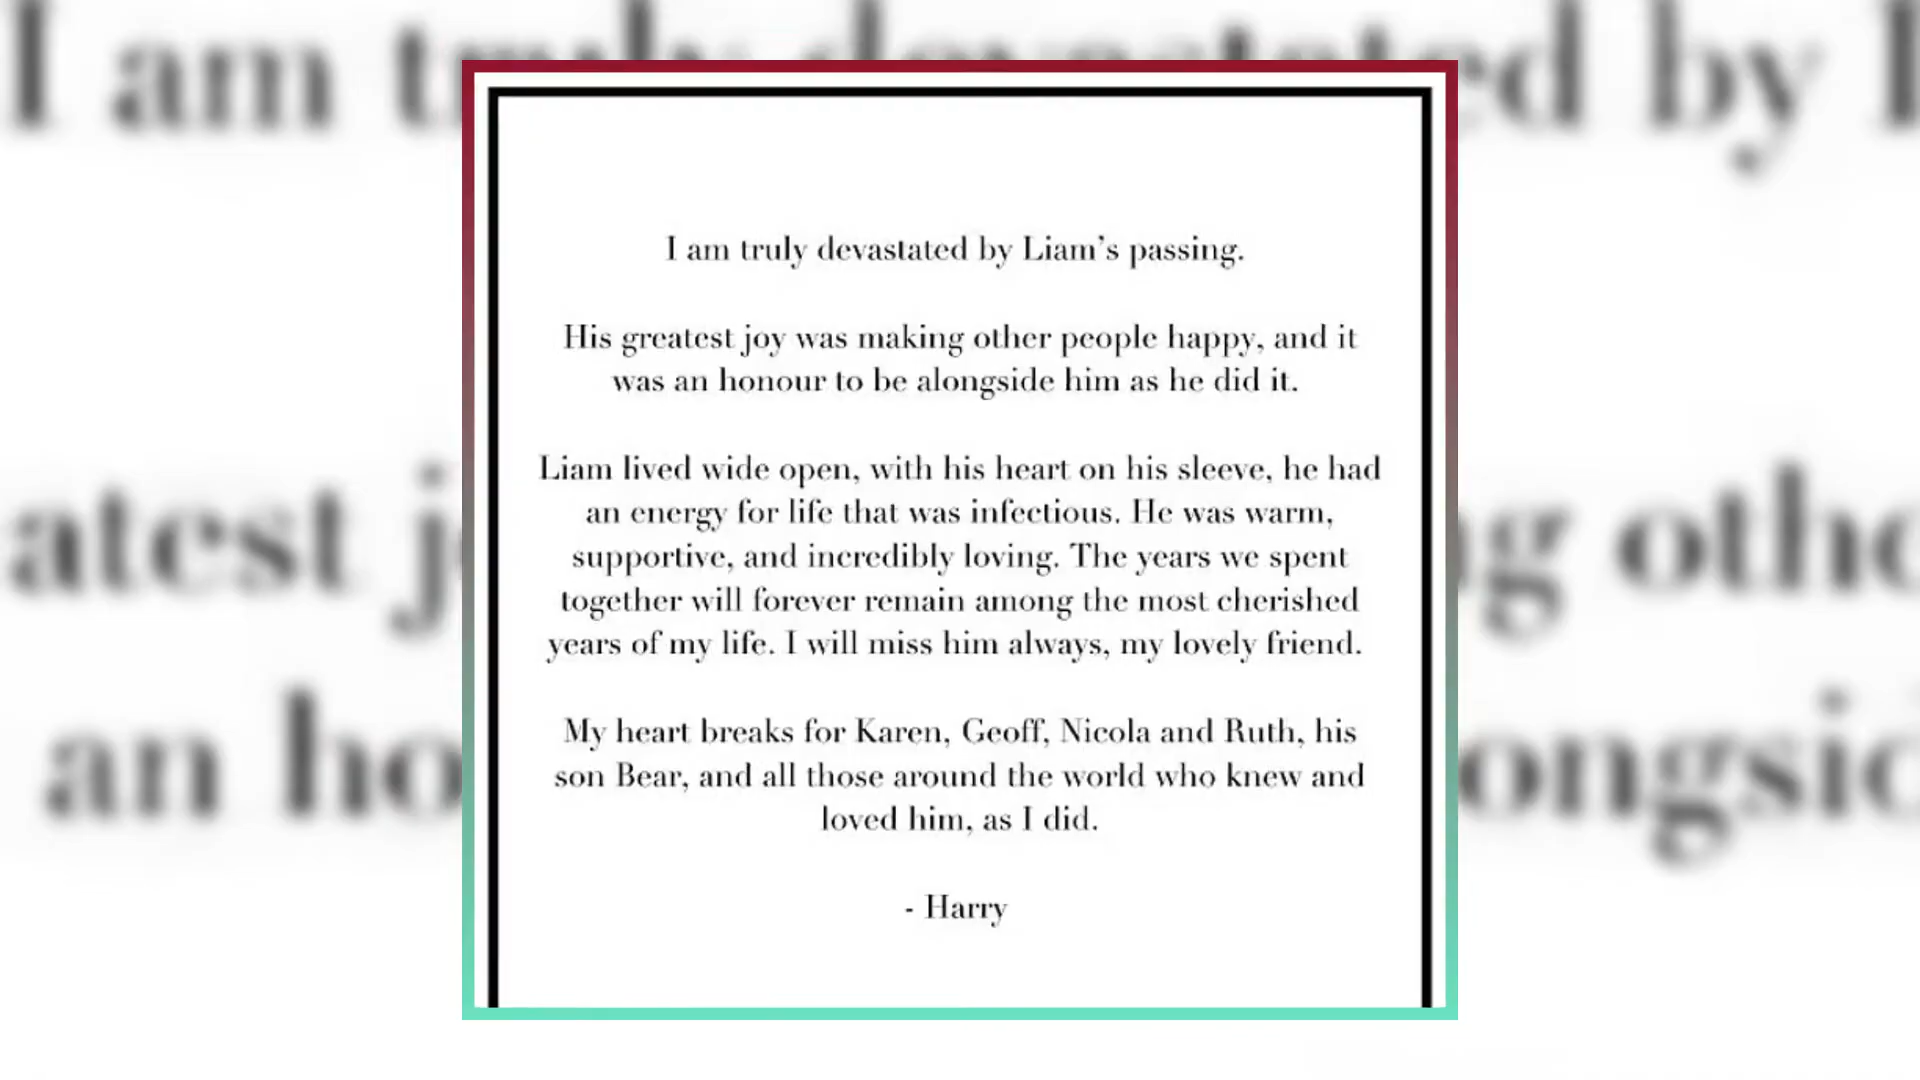 I am truly devastated by Liam's passing.
His greatest joy was making other people happy, and it
was an honour to be alongside him as he did it.
Liam lived wide open, with his heart on his sleeve, he had
an energy for life that was infectious. He was warm,
supportive, and incredibly loving. The years we spent
together will forever remain among the most cherished
years of my life. I will miss him always, my lovely friend.
My heart breaks for Karen, Geoff, Nicola and Ruth, his
son Bear, and all those around the world who knew and
loved him, as I did.
- Harry